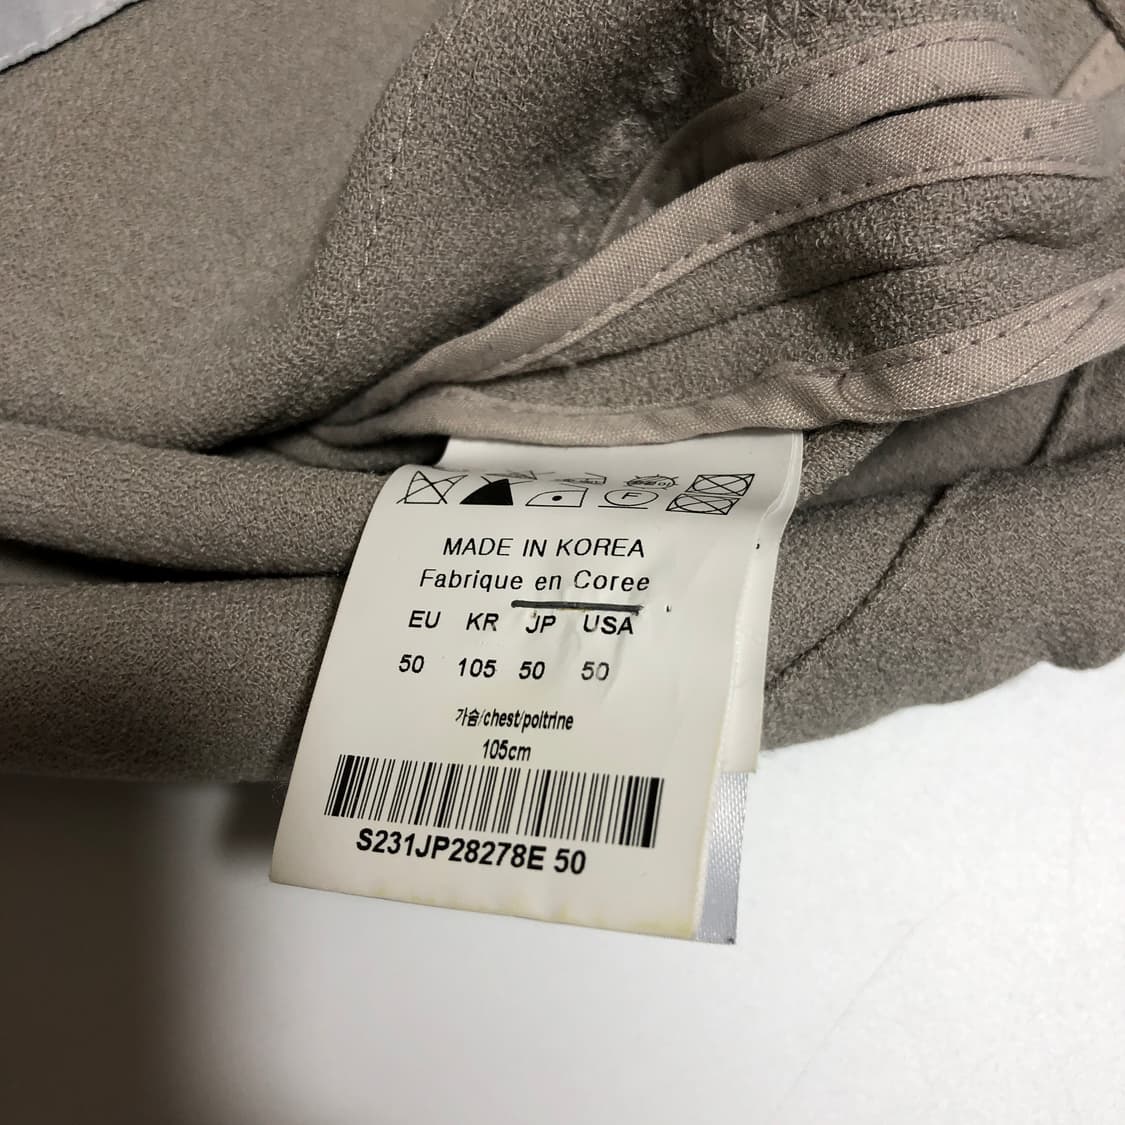 MADE IN KOREA
Fabrique en Coree
EU KR JP USA
50 105 50 50
가슴/chest/poitrine
105cm
S231JP28278E 50